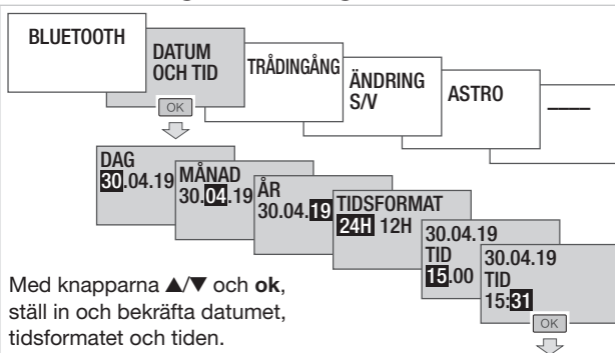 BLUETOOTH
DATUM
OCH TID
TRÅDINGÅNG
ÄNDRING
S/V
ASTRO
____
OK
DAG
30.04.19
MÅNAD
30.04.19
ÅR
30.04.19
TIDSFORMAT
24H 12H
30.04.19
TID
15.00
30.04.19
TID
15:31
OK
Med knapparna ▲/▼ och ok,
ställ in och bekräfta datumet,
tidsformatet och tiden.